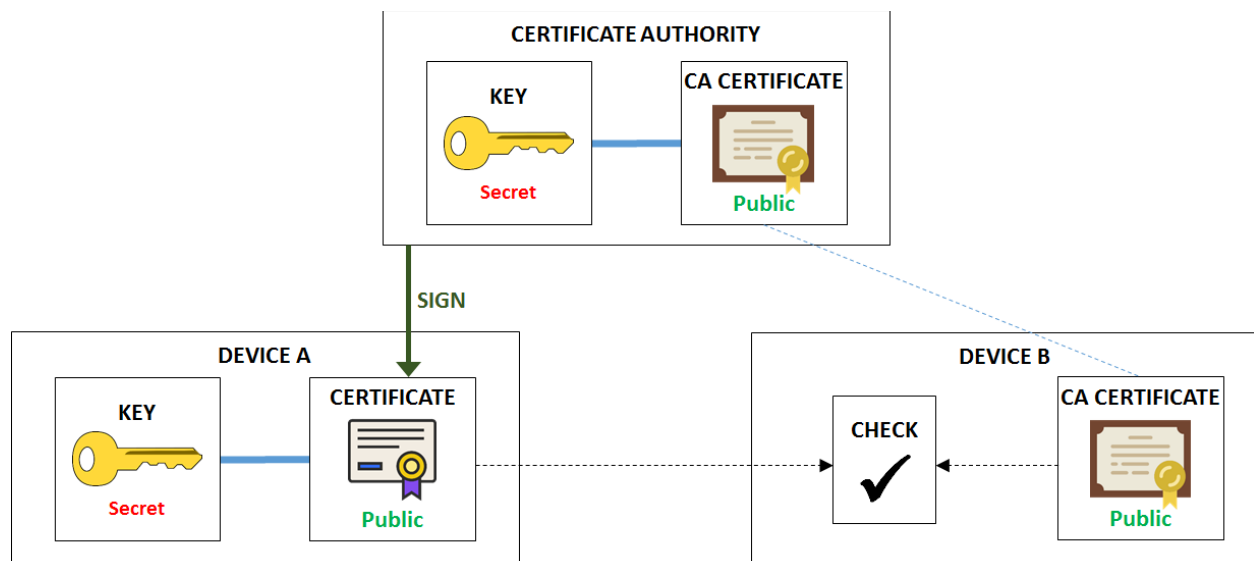 CERTIFICATE AUTHORITY
KEY
Secret
CA CERTIFICATE
Public
SIGN
DEVICE A
KEY
Secret
CERTIFICATE
Public
DEVICE B
CHECK
CA CERTIFICATE
Public